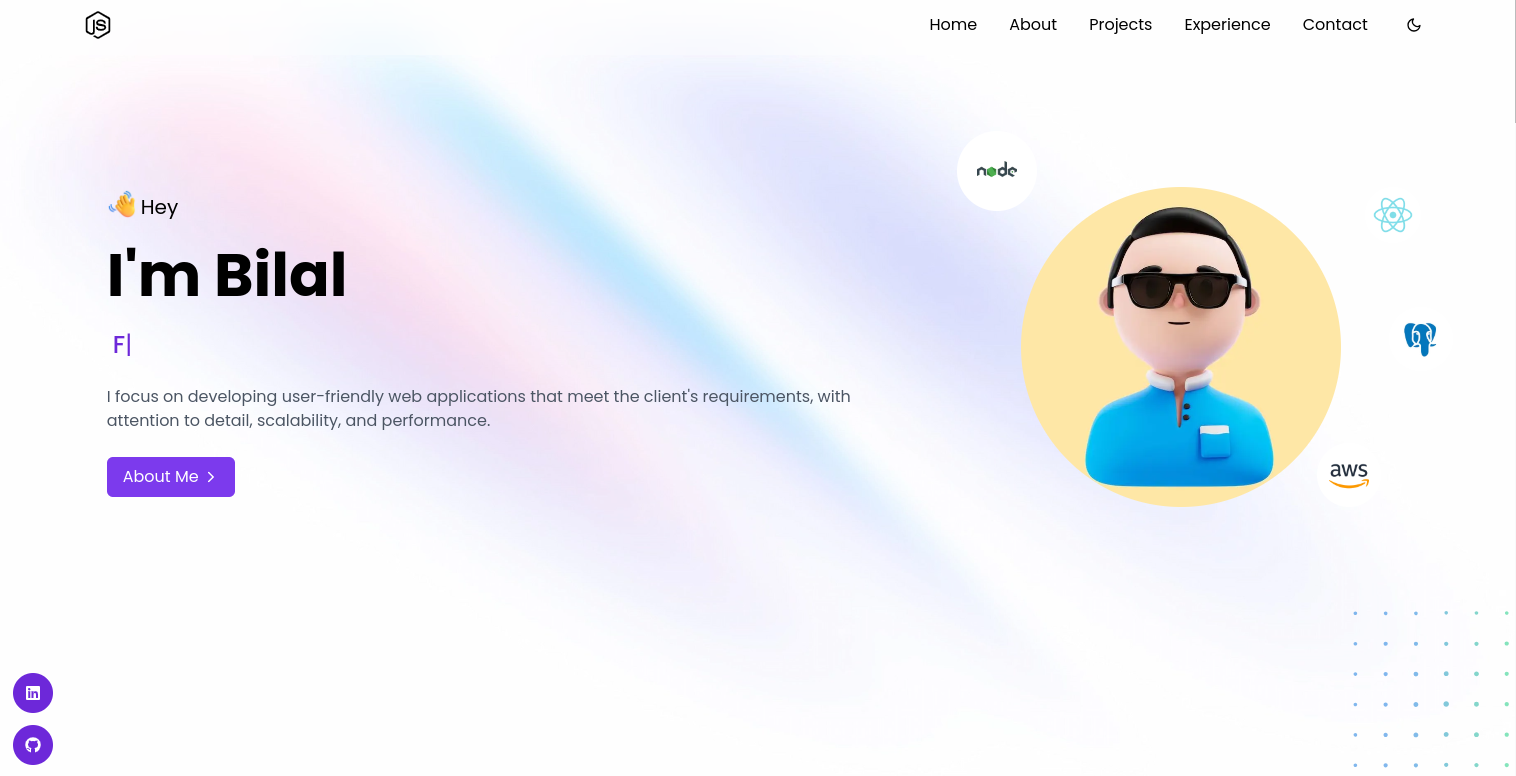 JS
Home About Projects Experience Contact
node
👋 Hey
I'm Bilal
F|
I focus on developing user-friendly web applications that meet the client's requirements, with
attention to detail, scalability, and performance.
About Me >
aws
in